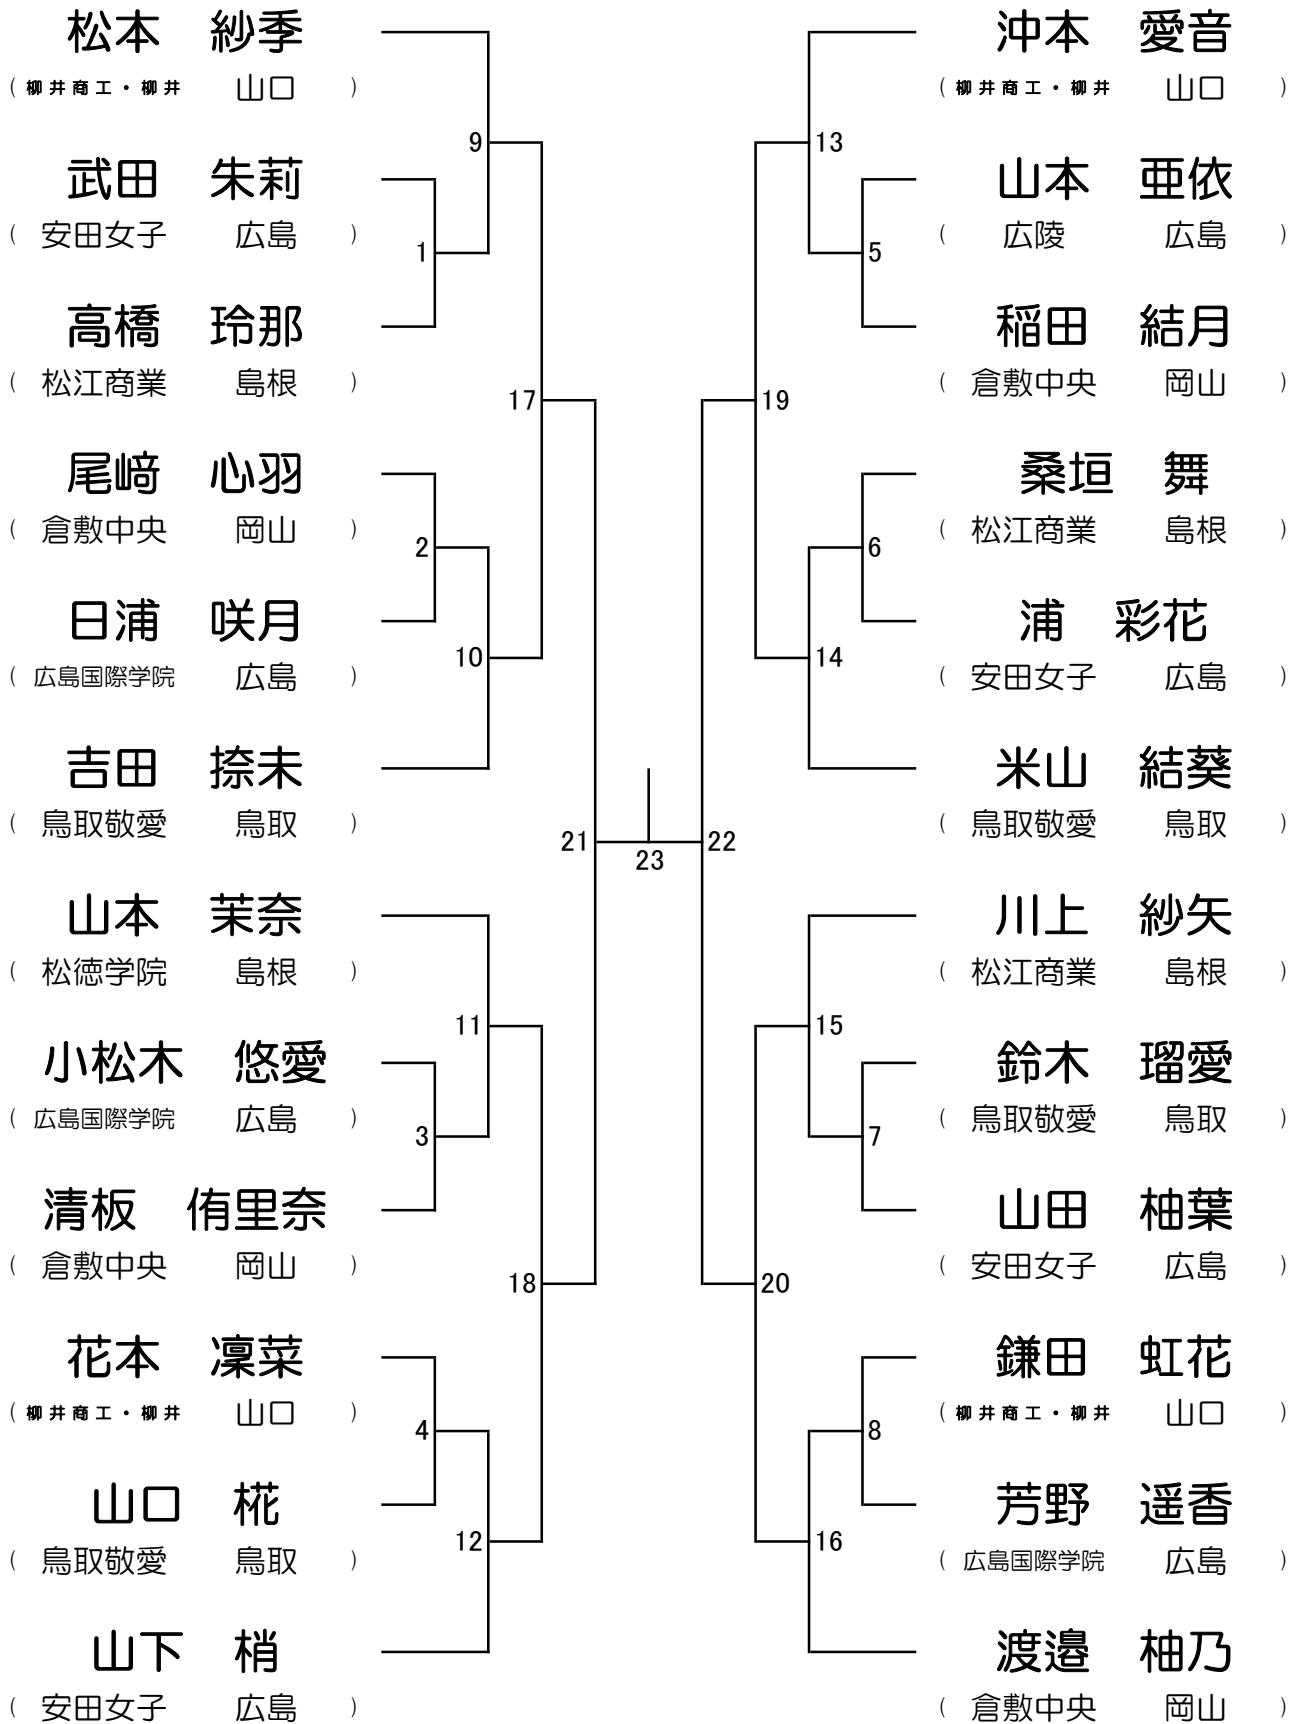 松本 紗季
( 柳井商工・柳井 山口 )
9
武田 朱莉
( 安田女子 広島 )
1
高橋 玲那
( 松江商業 島根 )
17
尾﨑 心羽
( 倉敷中央 岡山 )
2
日浦 咲月
( 広島国際学院 広島 )
10
吉田 捺未
( 鳥取敬愛 鳥取 )
21
山本 茉奈
( 松徳学院 島根 )
11
小松木 悠愛
( 広島国際学院 広島 )
3
清板 侑里奈
( 倉敷中央 岡山 )
18
花本 凜菜
( 柳井商工・柳井 山口 )
4
山口 椛
( 鳥取敬愛 鳥取 )
12
山下 梢
( 安田女子 広島 )
23
沖本 愛音
( 柳井商工・柳井 山口 )
13
山本 亜依
( 広陵 広島 )
5
稲田 結月
( 倉敷中央 岡山 )
19
桑垣 舞
( 松江商業 島根 )
6
浦 彩花
( 安田女子 広島 )
14
米山 結葵
( 鳥取敬愛 鳥取 )
22
川上 紗矢
( 松江商業 島根 )
15
鈴木 瑠愛
( 鳥取敬愛 鳥取 )
7
山田 柚葉
( 安田女子 広島 )
20
鎌田 虹花
( 柳井商工・柳井 山口 )
8
芳野 遥香
( 広島国際学院 広島 )
16
渡邉 柚乃
( 倉敷中央 岡山 )